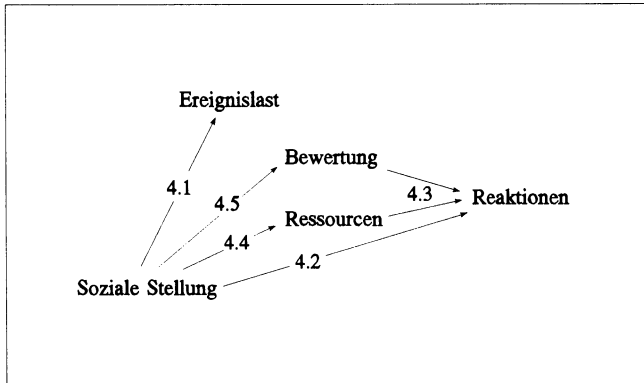 Ereignislast
Bewertung
4.1
4.5
4.3
Reaktionen
Ressourcen
4.4
4.2
Soziale Stellung